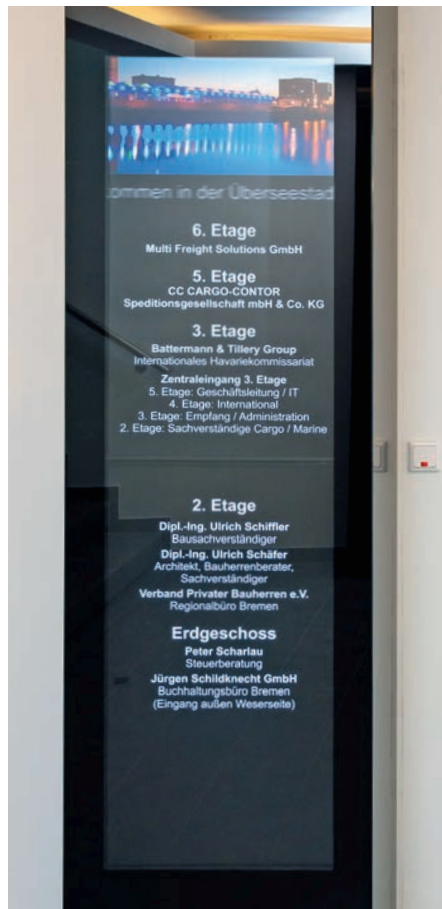 ommen in der Überseestad
6. Etage
Multi Freight Solutions GmbH
5. Etage
CC CARGO-CONTOR
Speditionsgesellschaft mbH & Co. KG
3. Etage
Battermann & Tillery Group
Internationales Havariekommissariat
Zentraleingang 3. Etage
5. Etage: Geschäftsleitung / IT
4. Etage: International
3. Etage: Empfang / Administration
2. Etage: Sachverständige Cargo / Marine
2. Etage
Dipl.-Ing. Ulrich Schiffler
Bausachverständiger
Dipl.-Ing. Ulrich Schäfer
Architekt, Bauherrenberater,
Sachverständiger
Verband Privater Bauherren e.V.
Regionalbüro Bremen
Erdgeschoss
Peter Scharlau
Steuerberatung
Jürgen Schildknecht GmbH
Buchhaltungsbüro Bremen
(Eingang außen Weserseite)